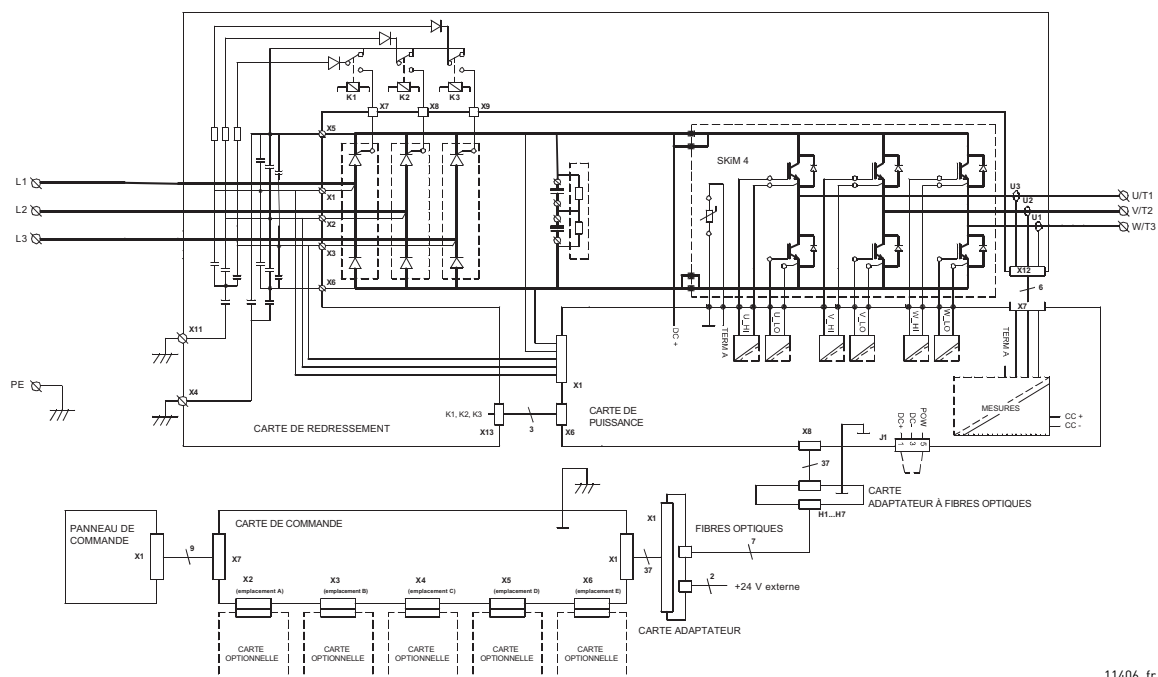 K1
K2
K3
X7
X8
X9
X5
SKiM 4
L1
X1
L2
X2
L3
X3
X6
U3
U2
U1
U/T1
V/T2
W/T3
X12
6
X7
X11
DC +
TERM A
U_HI
U_LO
V_HI
V_LO
W_HI
W_LO
TERM A
PE
X4
X1
MESURES
CC +
CC -
CARTE DE REDRESSEMENT
K1, K2, K3
X13
3
X6
CARTE DE
PUISSANCE
X8
37
J1
DC+
DC-
POW
1
3
5
CARTE
ADAPTATEUR À FIBRES OPTIQUES
H1...H7
PANNEAU DE
COMMANDE
X1
9
X7
CARTE DE COMMANDE
X1
37
X1
FIBRES OPTIQUES
7
2
+24 V externe
X2
(emplacement A)
X3
(emplacement B)
X4
(emplacement C)
X5
(emplacement D)
X6
(emplacement E)
CARTE ADAPTATEUR
CARTE
OPTIONNELLE
CARTE
OPTIONNELLE
CARTE
OPTIONNELLE
CARTE
OPTIONNELLE
CARTE
OPTIONNELLE
11406_fr